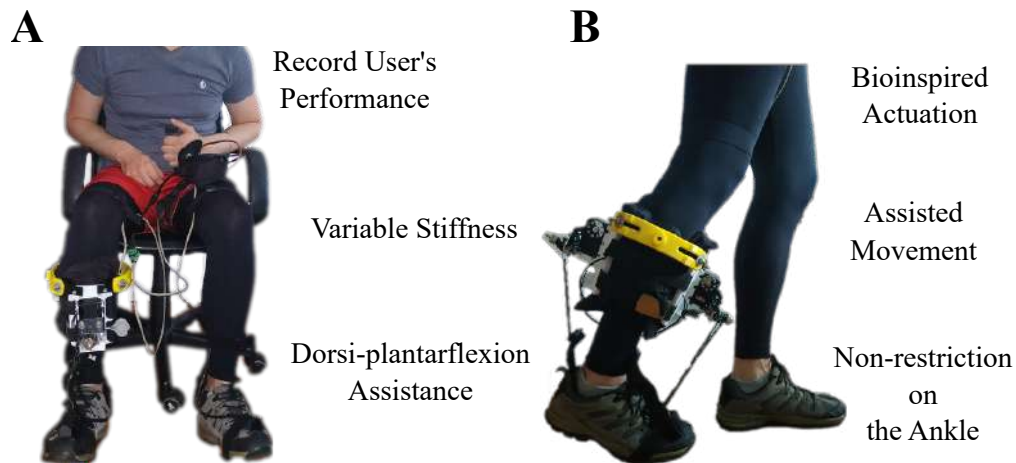 A
Record User's
Performance
Variable Stiffness
Dorsi-plantarflexion
Assistance
B
Bioinspired
Actuation
Assisted
Movement
Non-restriction
on
the Ankle